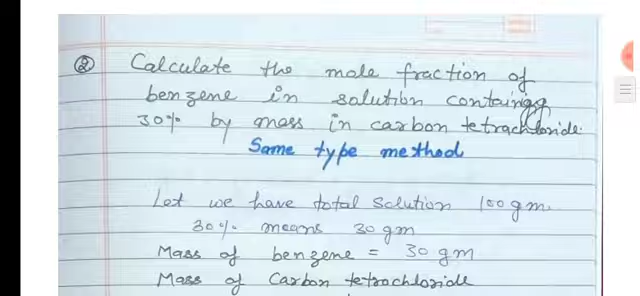 ② Calculate the mole fraction of
benzene in solution containgg
30% by mass in carbon tetrachloride.
Same type method
Let we have total solution 100 gm.
30% means 30 gm
Mass of benzene = 30 gm
Mass of Carbon tetrachloride